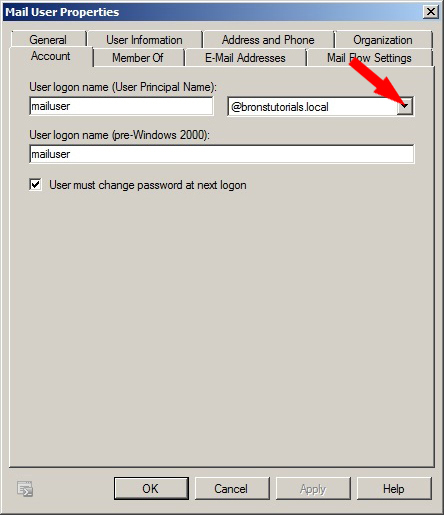 Mail User Properties
General User Information Address and Phone Organization
Account Member Of E-Mail Addresses Mail Flow Settings
User logon name (User Principal Name):
mailuser @bronstutorials.local
User logon name (pre-Windows 2000):
mailuser
User must change password at next logon
OK Cancel Apply Help